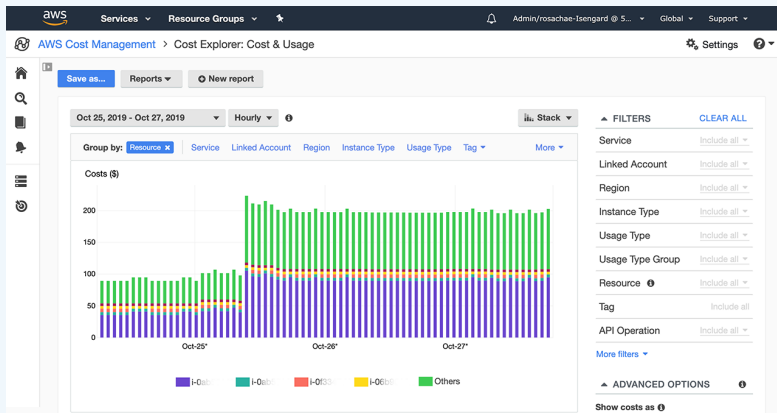 aws
Services
Resource Groups
Admin/rosachae-Isengard @ 5...
Global
Support
AWS Cost Management > Cost Explorer: Cost & Usage
Settings
Save as...
Reports
New report
Oct 25, 2019 - Oct 27, 2019
Hourly
Stack
Group by:
Resource ×
Service
Linked Account
Region
Instance Type
Usage Type
Tag
More
Costs ($)
200
150
100
50
0
Oct-25*
Oct-26*
Oct-27*
Others
FILTERS
CLEAR ALL
Service
Include all
Linked Account
Include all
Region
Include all
Instance Type
Include all
Usage Type
Include all
Usage Type Group
Include all
Resource
Include all
Tag
Include all
API Operation
Include all
More filters
ADVANCED OPTIONS
Show costs as